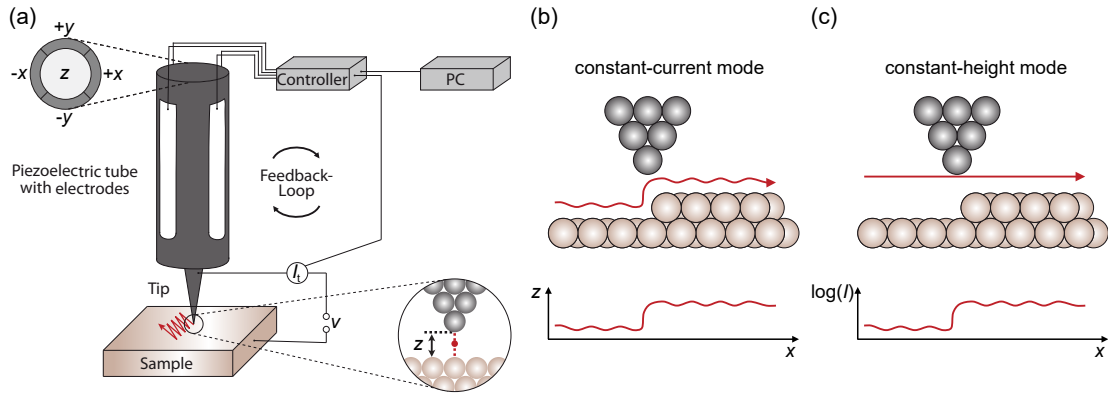 (a)
+y
-x
z
+x
-y
Controller
PC
Piezoelectric tube
with electrodes
Feedback-
Loop
It
Tip
V
z
Sample
(b)
constant-current mode
z
x
(c)
constant-height mode
log(I)
x